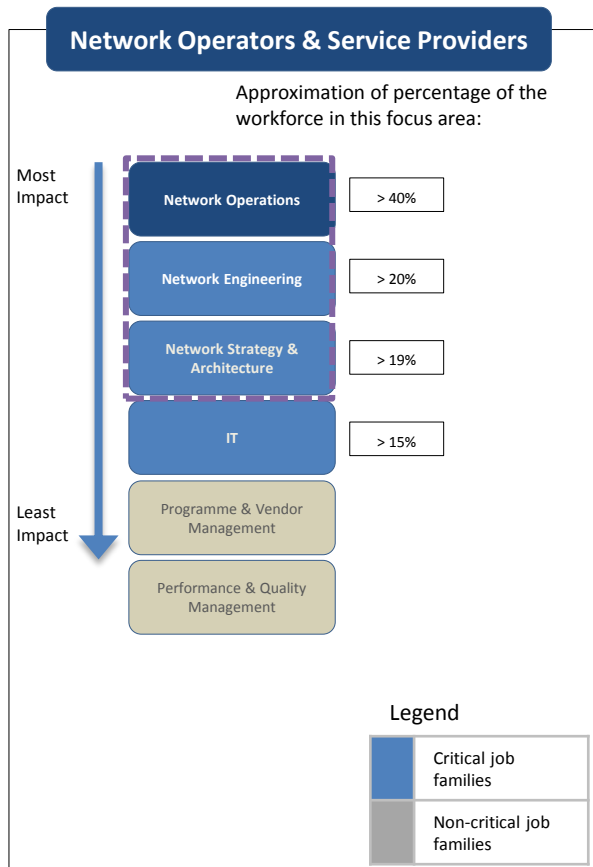 Network Operators & Service Providers
Approximation of percentage of the
workforce in this focus area:
Most
Impact
Network Operations
> 40%
Network Engineering
> 20%
Network Strategy &
Architecture
> 19%
IT
> 15%
Least
Impact
Programme & Vendor
Management
Performance & Quality
Management
Legend
Critical job
families
Non-critical job
families